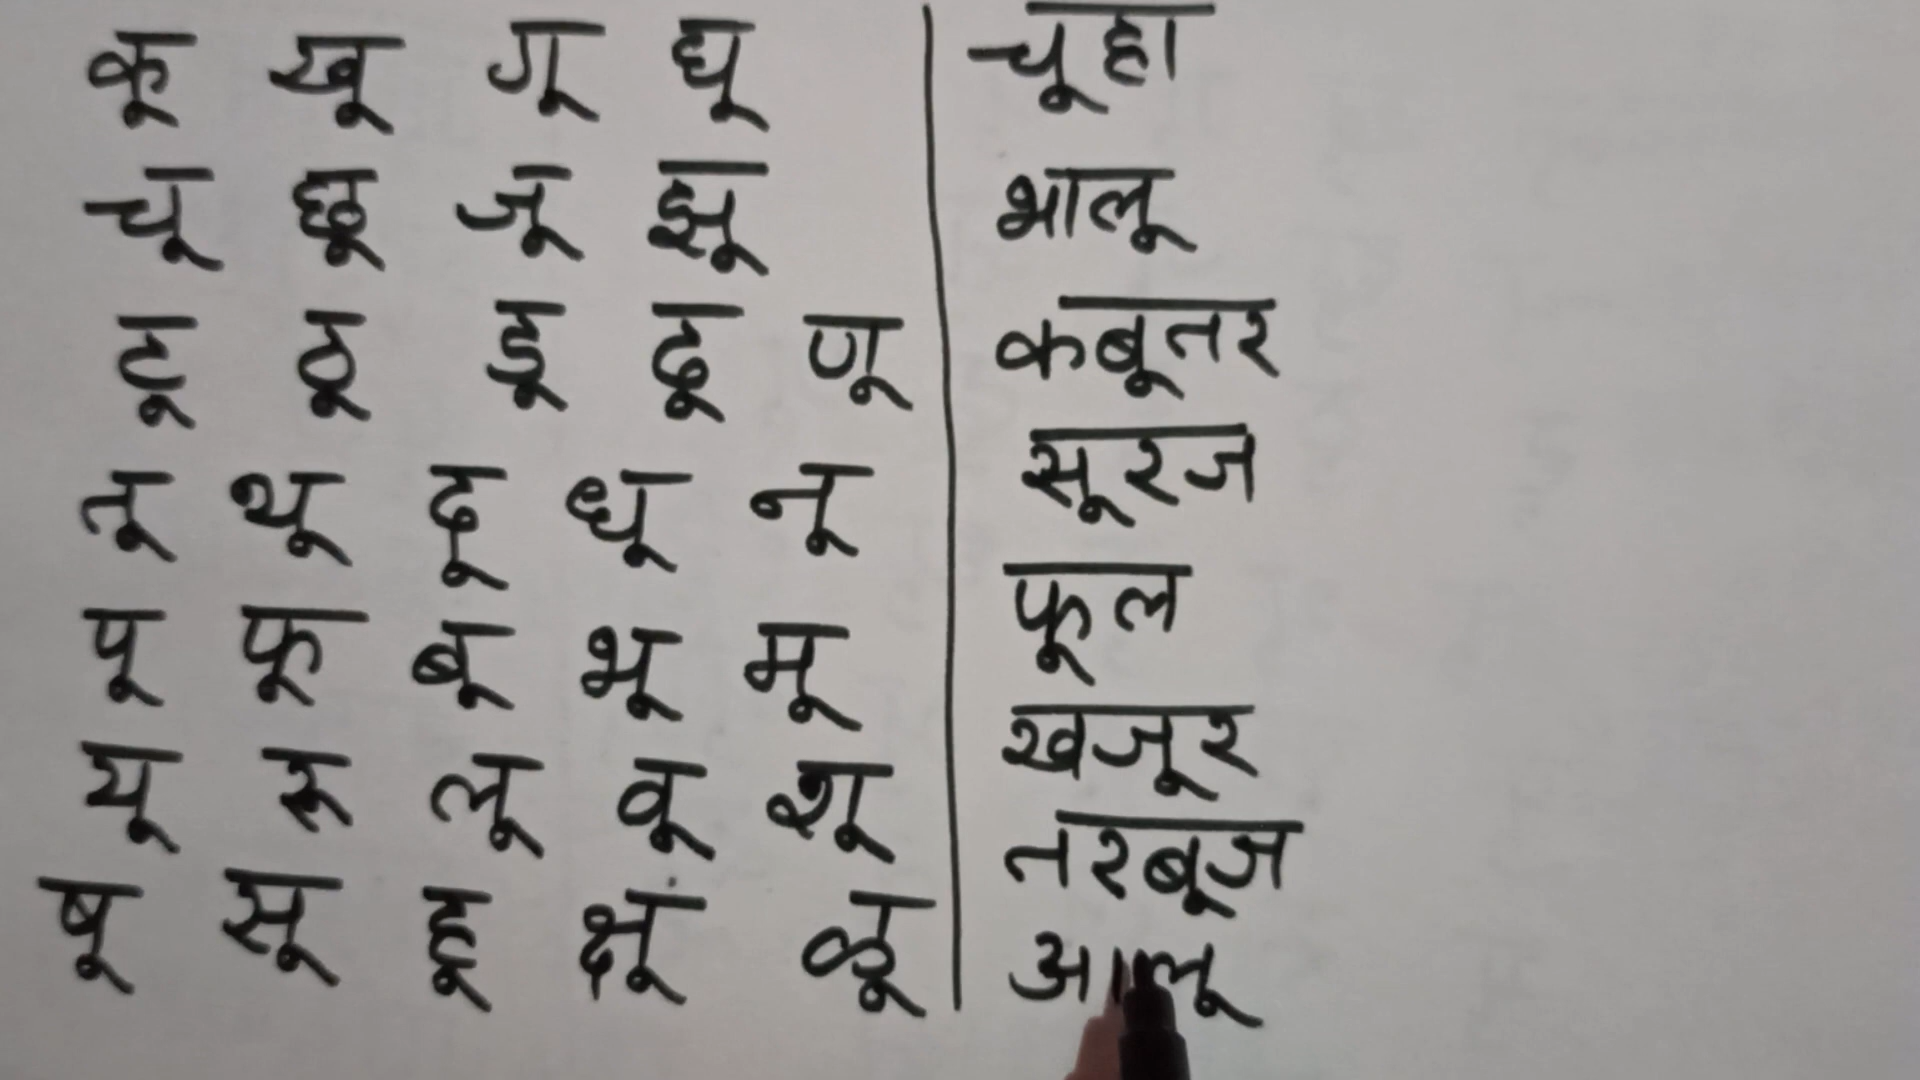 कू खू गू घू
चू छू जू झू
टू ठू डू ढू णू
तू थू दू धू नू
पू फू बू भू मू
यू रू लू वू शू
षू सू हू क्षू ळू
चूहा
भालू
कबूतर
सूरज
फूल
खजूर
तरबूज
आलू